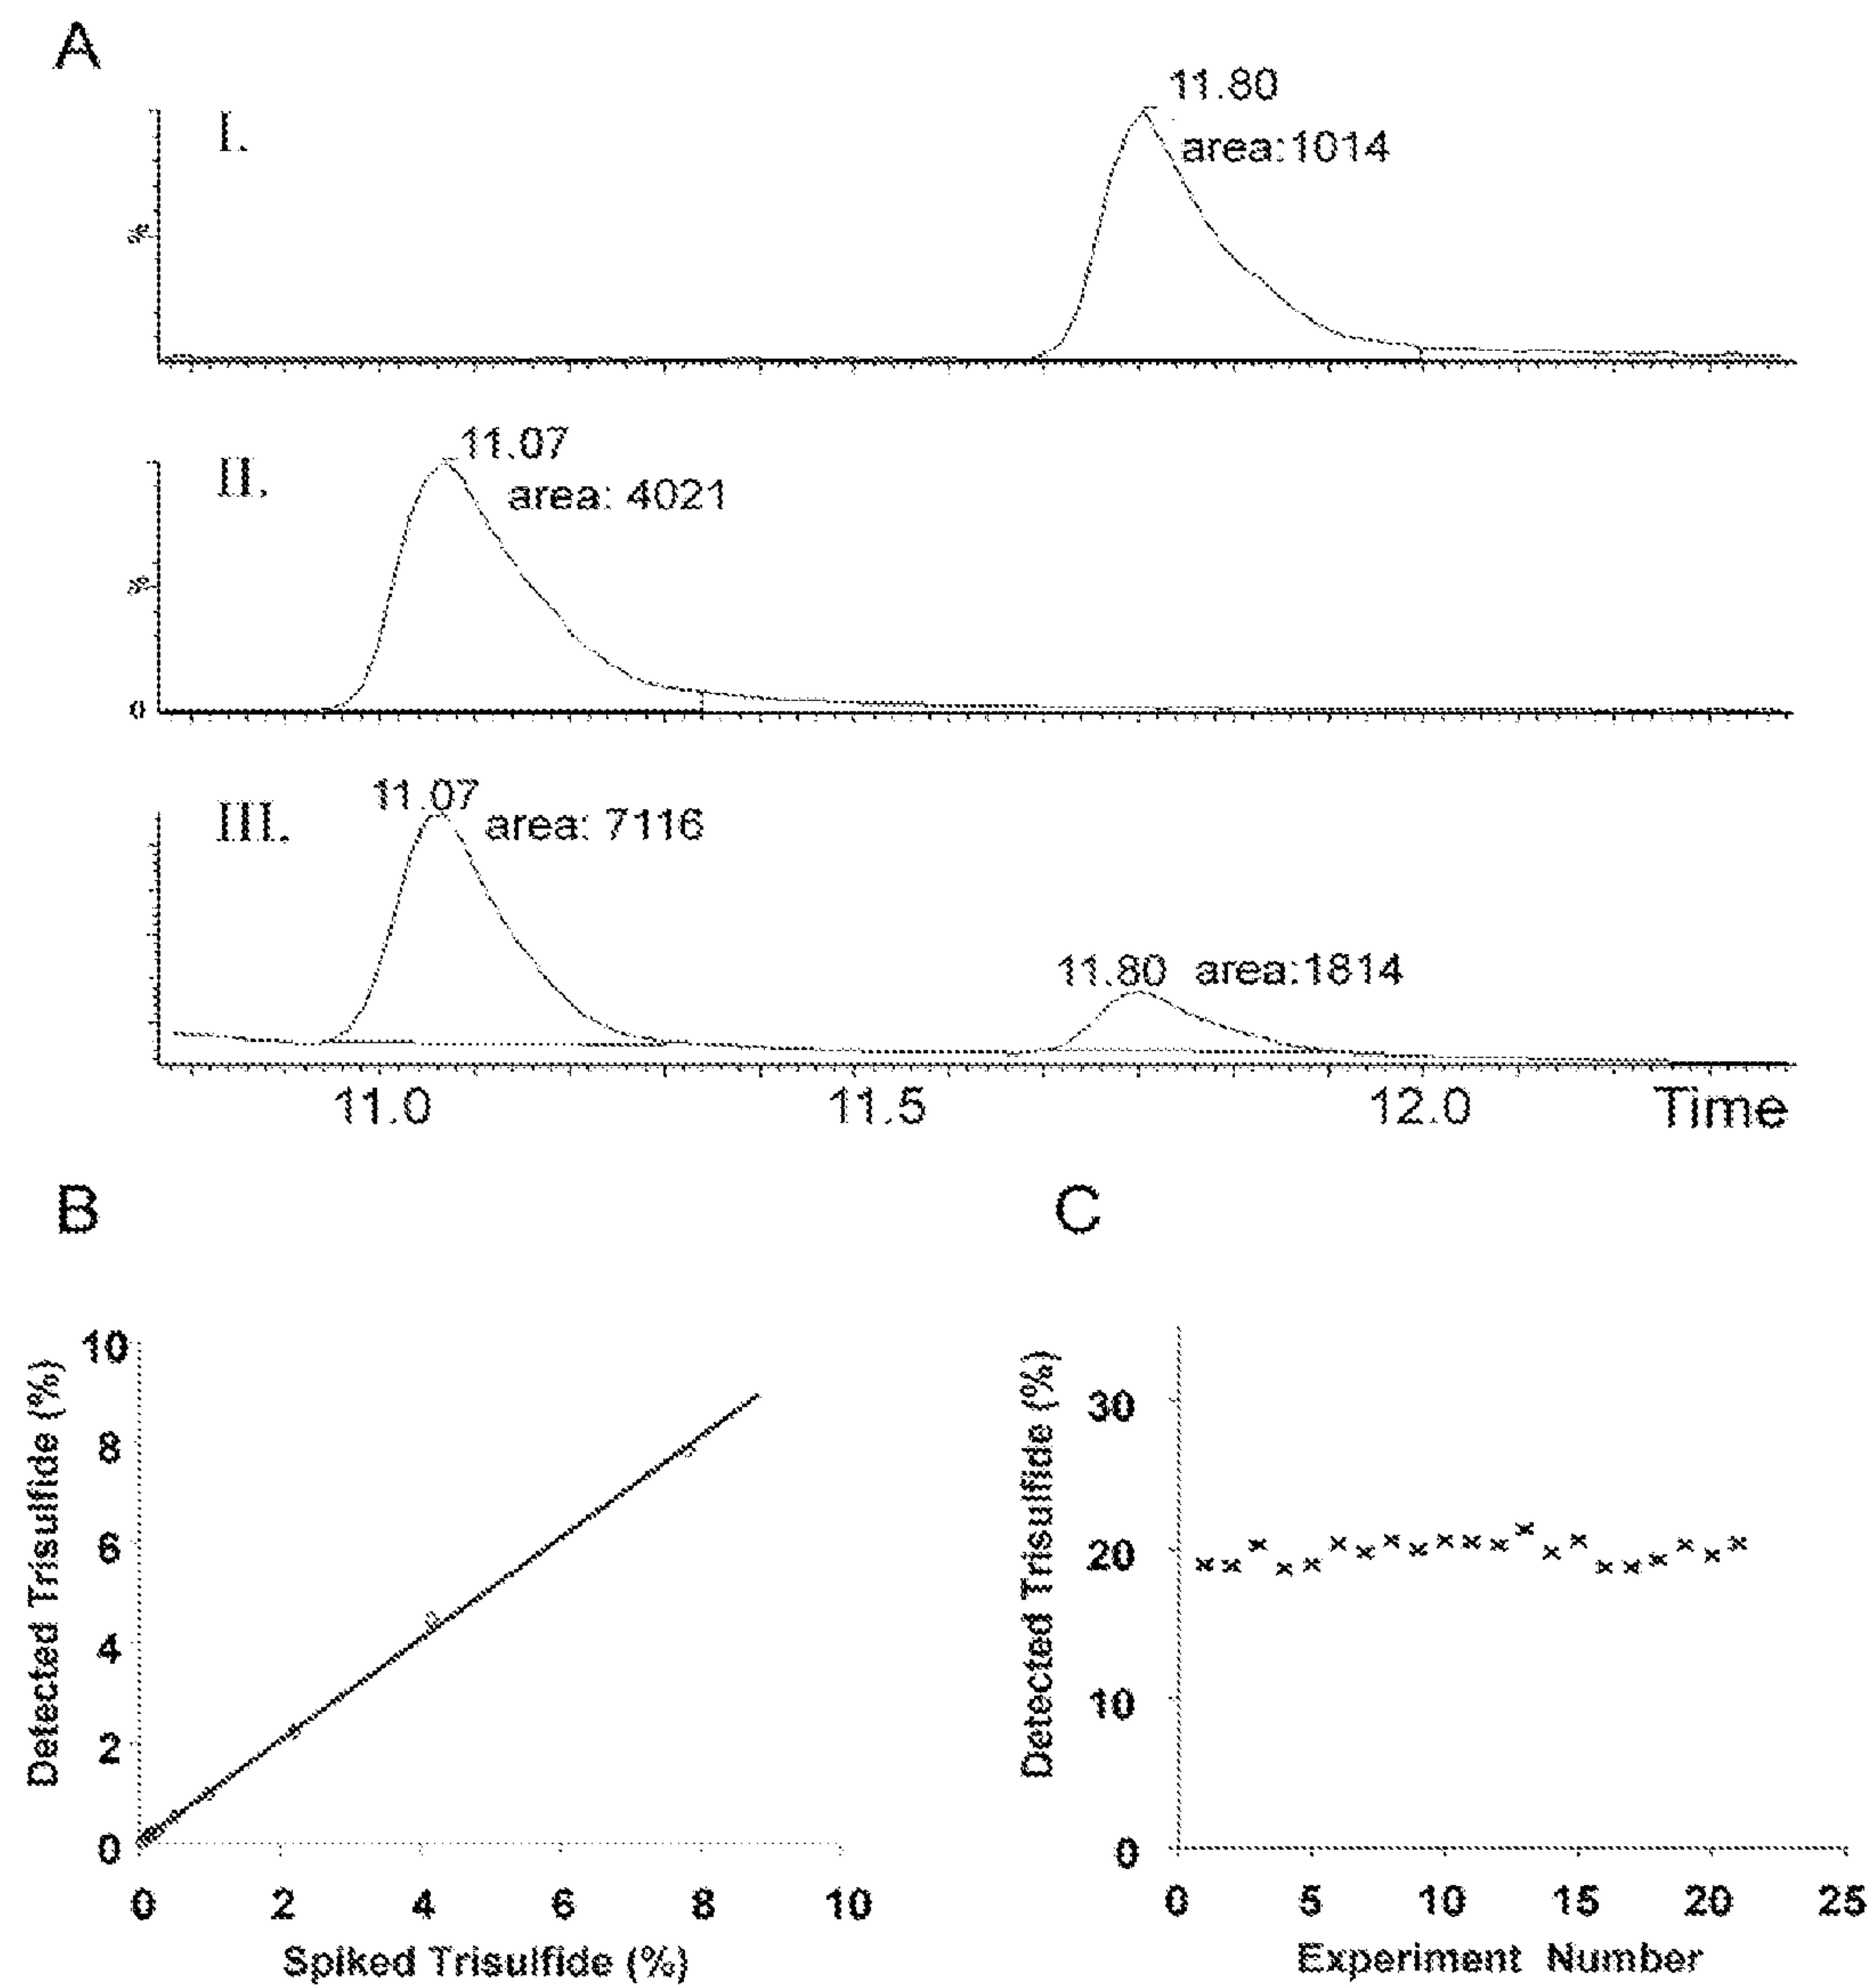 A
I.
11.80
area:1014
%
II.
11.07
area: 4021
%
0
III.
11.07
area: 7116
11.80 area:1814
11.0 11.5 12.0 Time
B
Detected Trisulfide (%)
10
8
6
4
2
0
0 2 4 6 8 10
Spiked Trisulfide (%)
C
Detected Trisulfide (%)
30
20
10
0
0 5 10 15 20 25
Experiment Number